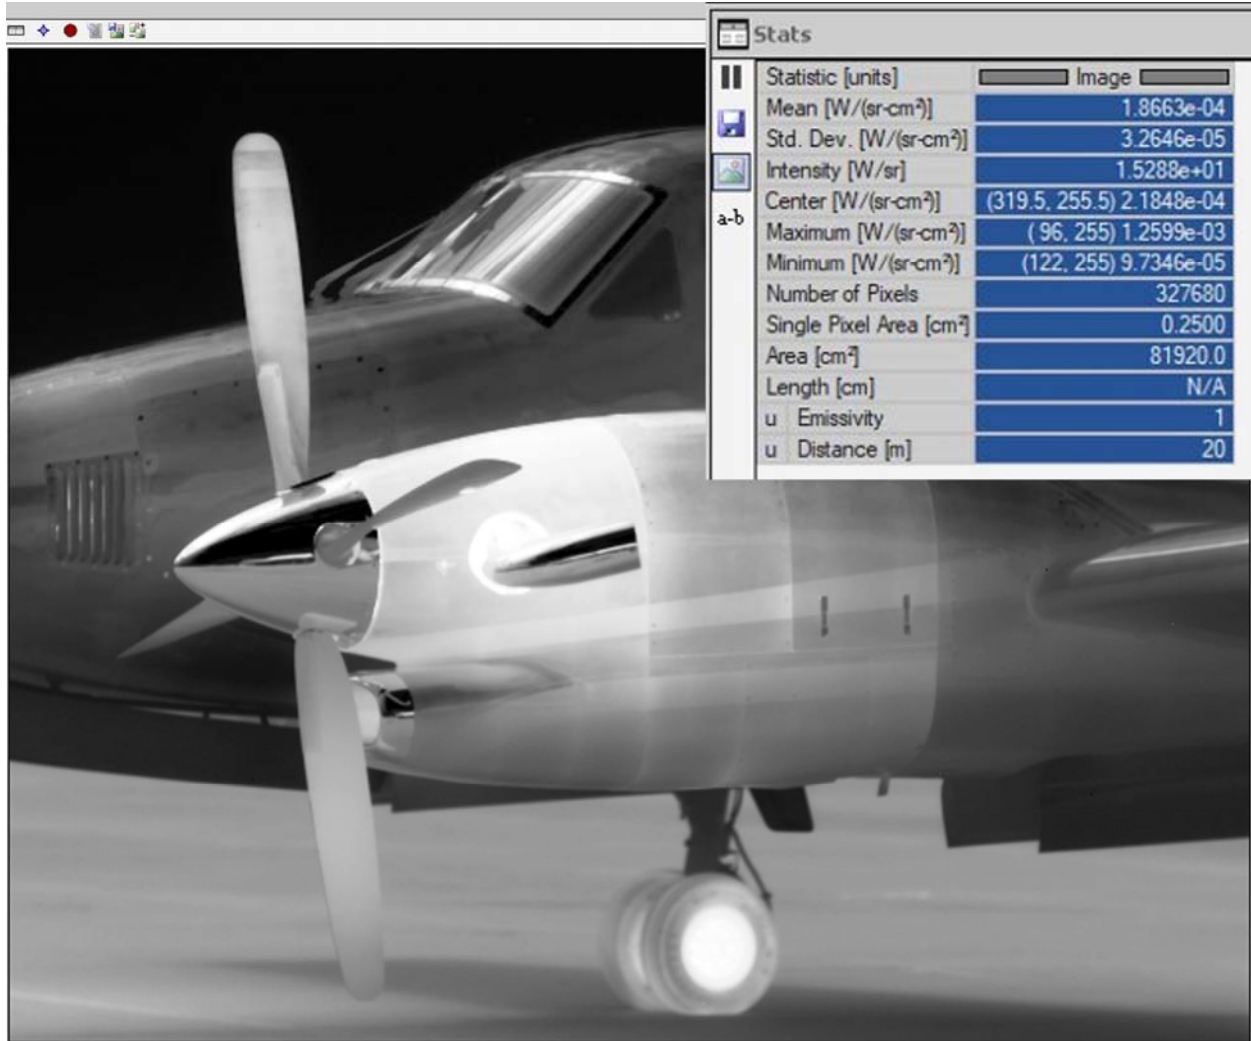 Stats
Statistic [units] Image
Mean [W/(sr-cm²)] 1.8663e-04
Std. Dev. [W/(sr-cm²)] 3.2646e-05
Intensity [W/sr] 1.5288e+01
Center [W/(sr-cm²)] (319.5, 255.5) 2.1848e-04
Maximum [W/(sr-cm²)] ( 96, 255) 1.2599e-03
Minimum [W/(sr-cm²)] (122, 255) 9.7346e-05
Number of Pixels 327680
Single Pixel Area [cm²] 0.2500
Area [cm²] 81920.0
Length [cm] N/A
u Emissivity 1
u Distance [m] 20
a-b